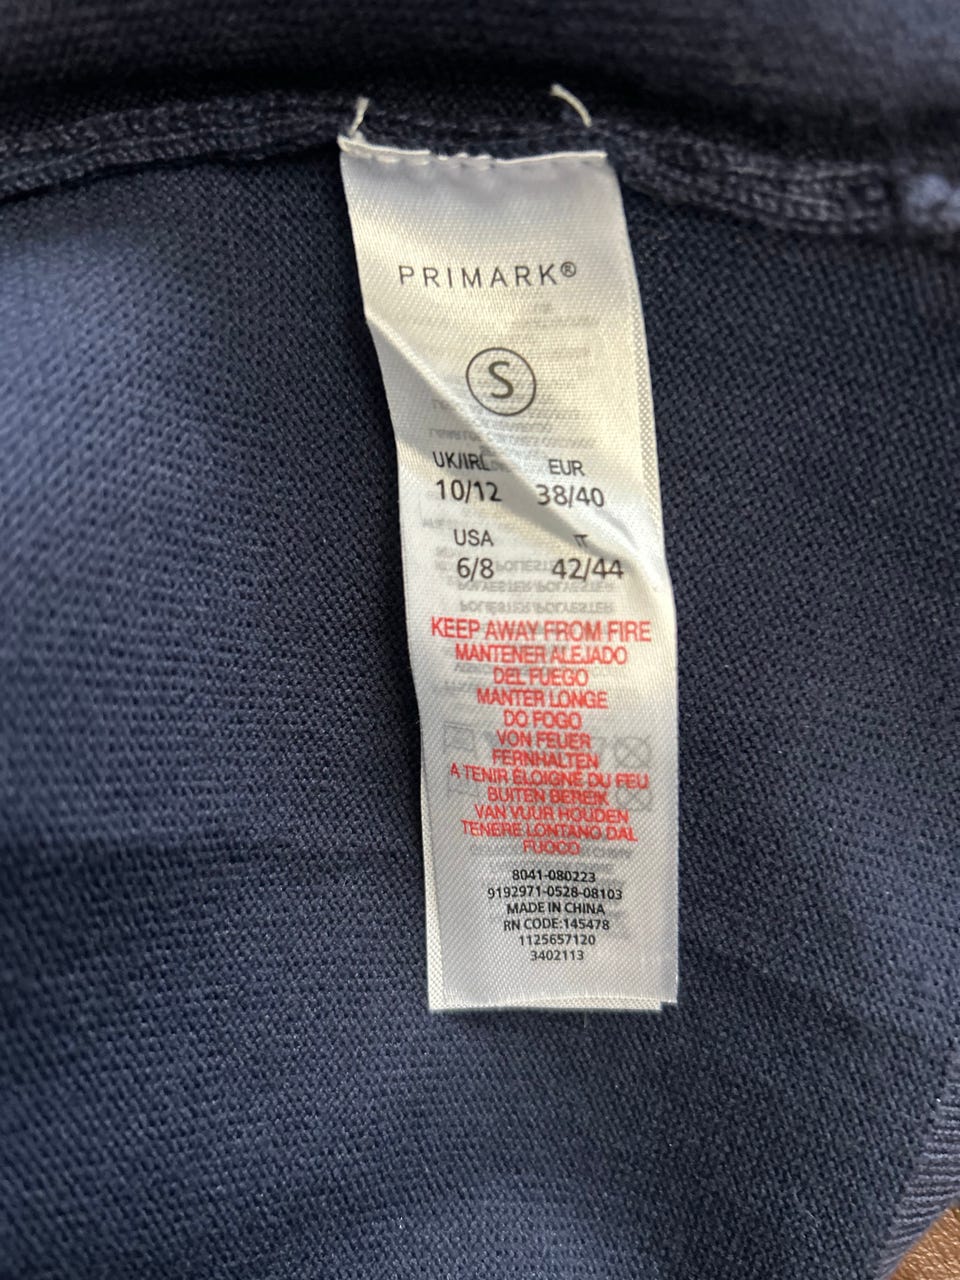 PRIMARK®
S
UK/IRL EUR
10/12 38/40
USA IT
6/8 42/44
KEEP AWAY FROM FIRE
MANTENER ALEJADO
DEL FUEGO
MANTER LONGE
DO FOGO
VON FEUER
FERNHALTEN
A TENIR ÉLOIGNÉ DU FEU
BUITEN BEREIK
VAN VUUR HOUDEN
TENERE LONTANO DAL
FUOCO
8041-080223
9192971-0528-08103
MADE IN CHINA
RN CODE:145478
1125657120
3402113